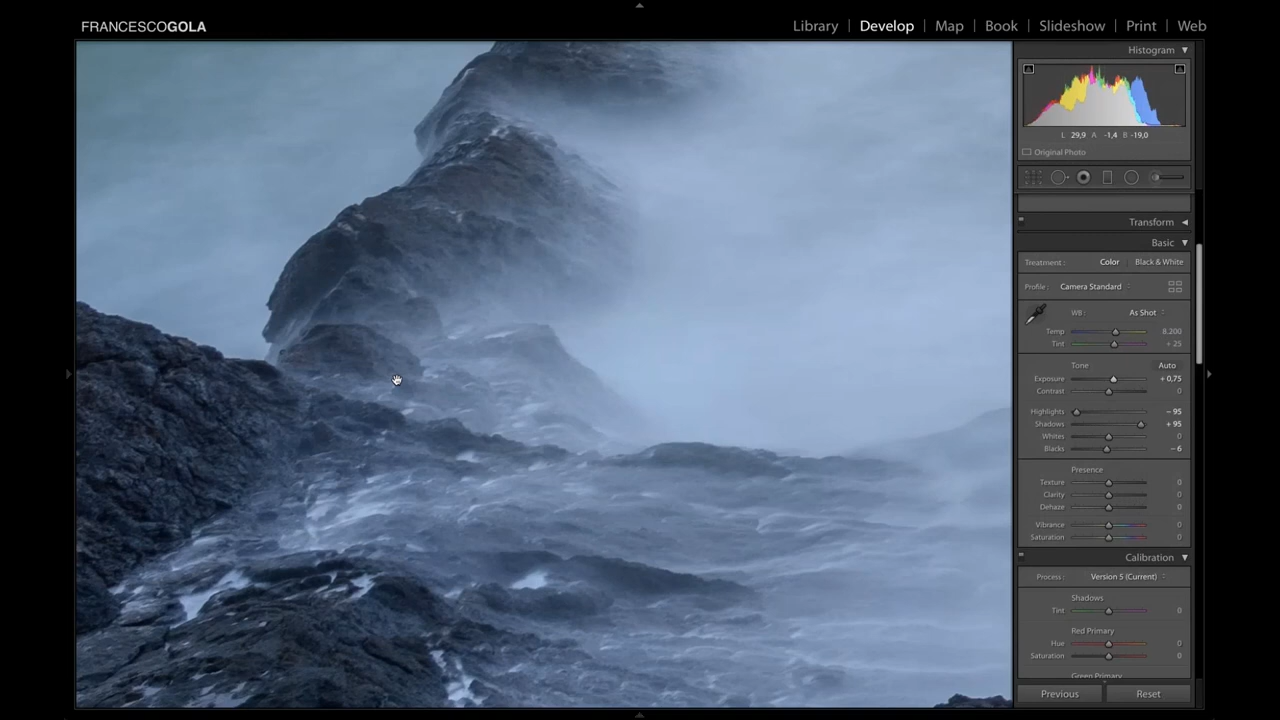 FRANCESCOGOLA
Library | Develop | Map | Book | Slideshow | Print | Web
Histogram
L 29,9 A -1,4 B -19,0
Original Photo
Transform
Basic
Treatment : Color Black & White
Profile : Camera Standard
WB : As Shot
Temp 8.200
Tint + 25
Tone Auto
Exposure + 0,75
Contrast 0
Highlights − 95
Shadows + 95
Whites 0
Blacks − 6
Presence
Texture 0
Clarity 0
Dehaze 0
Vibrance 0
Saturation 0
Calibration
Process : Version 5 (Current)
Shadows
Tint 0
Red Primary
Hue 0
Saturation 0
Green Primary
Previous Reset